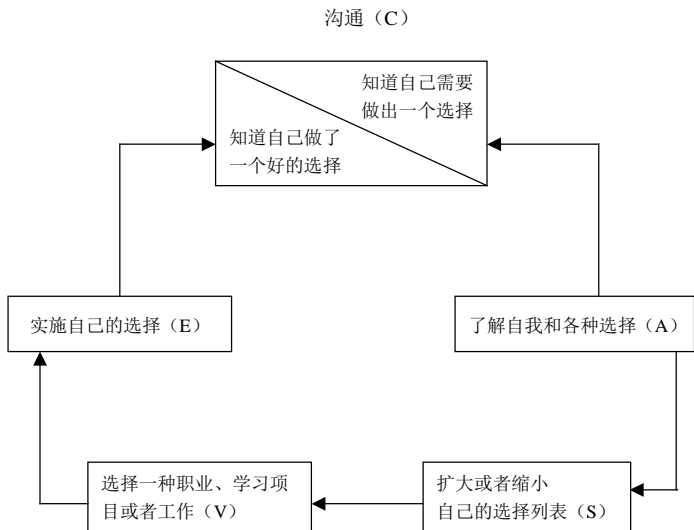 沟通（C）
知道自己需要
做出一个选择
知道自己做了
一个好的选择
实施自己的选择（E）
了解自我和各种选择（A）
选择一种职业、学习项
目或者工作（V）
扩大或者缩小
自己的选择列表（S）